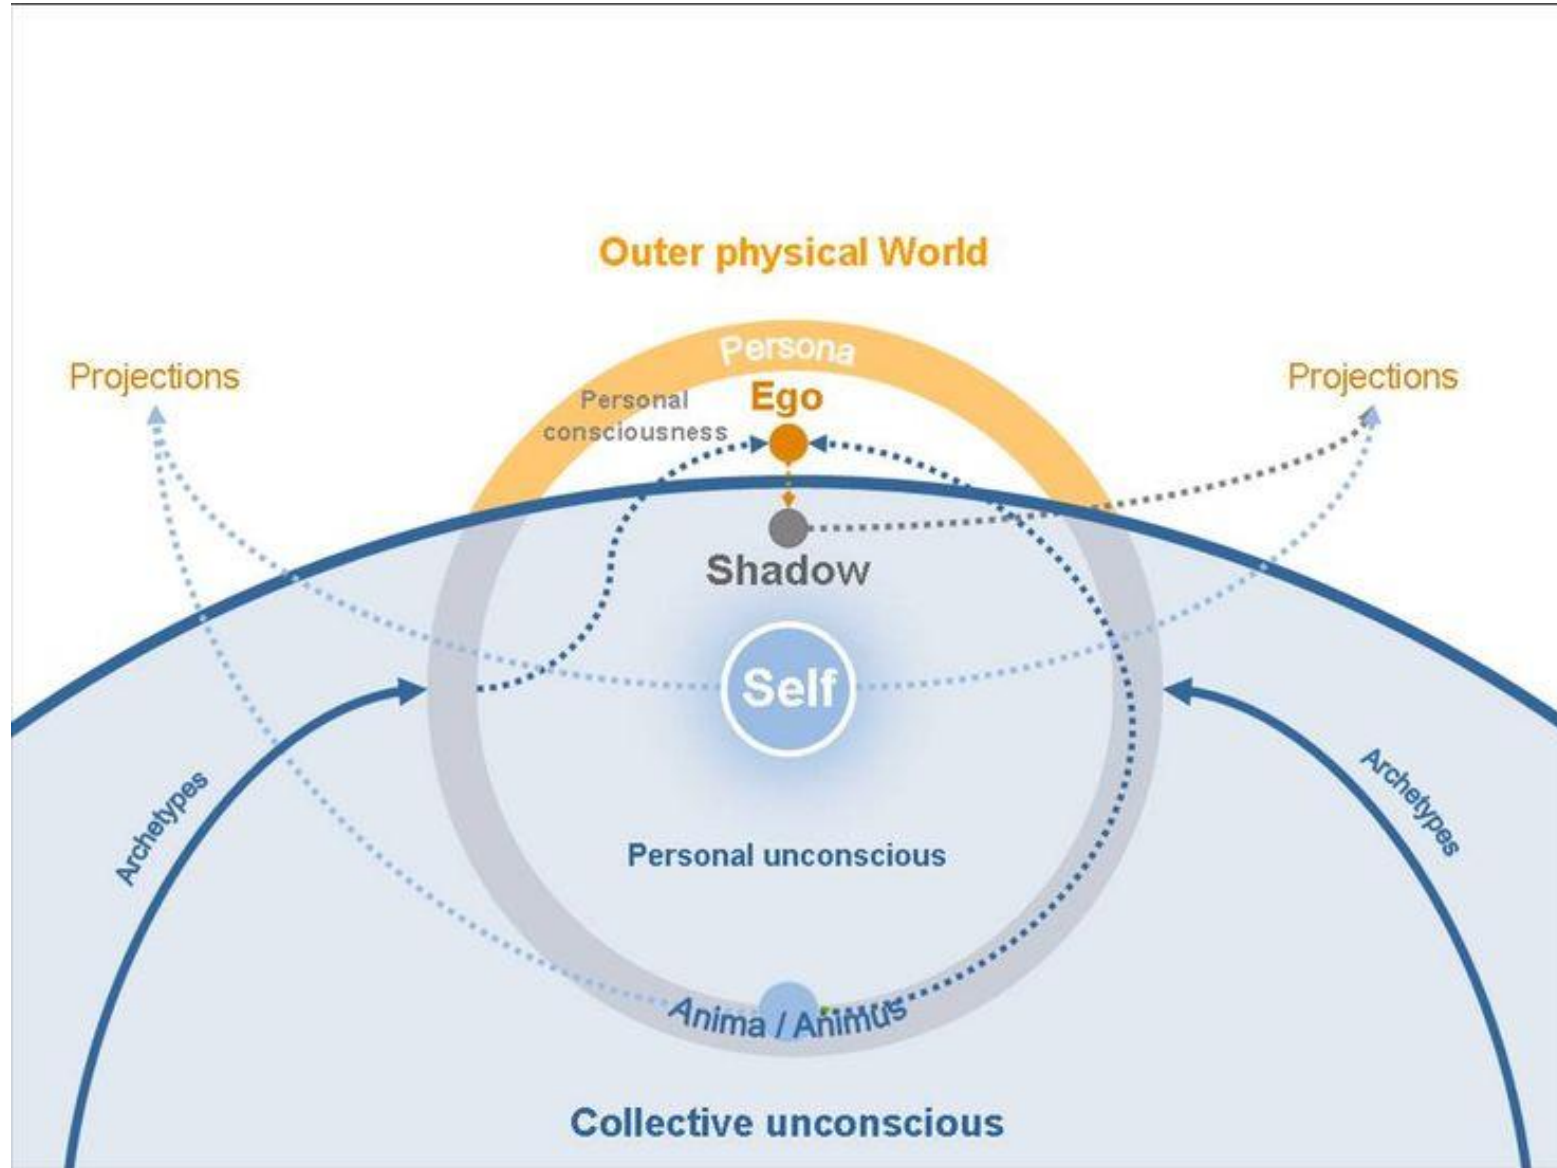 Outer physical World
Persona
Projections
Personal
consciousness
Ego
Projections
Shadow
Self
Archetypes
Archetypes
Personal unconscious
Anima / Animus
Collective unconscious